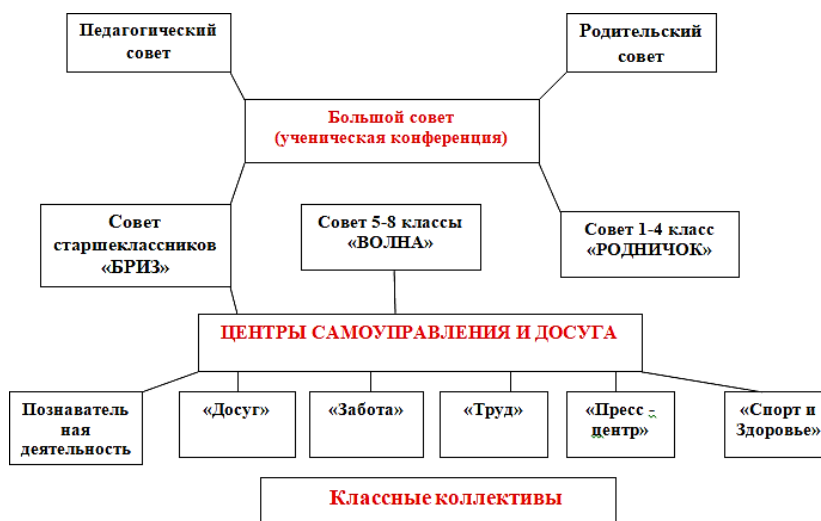 Педагогический
совет
Родительский
совет
Большой совет
(ученическая конференция)
Совет
старшеклассников
«БРИЗ»
Совет 5-8 классы
«ВОЛНА»
Совет 1-4 класс
«РОДНИЧОК»
ЦЕНТРЫ САМОУПРАВЛЕНИЯ И ДОСУГА
Познаватель
ная
деятельность
«Досуг»
«Забота»
«Труд»
«Пресс -
центр»
«Спорт и
Здоровье»
Классные коллективы